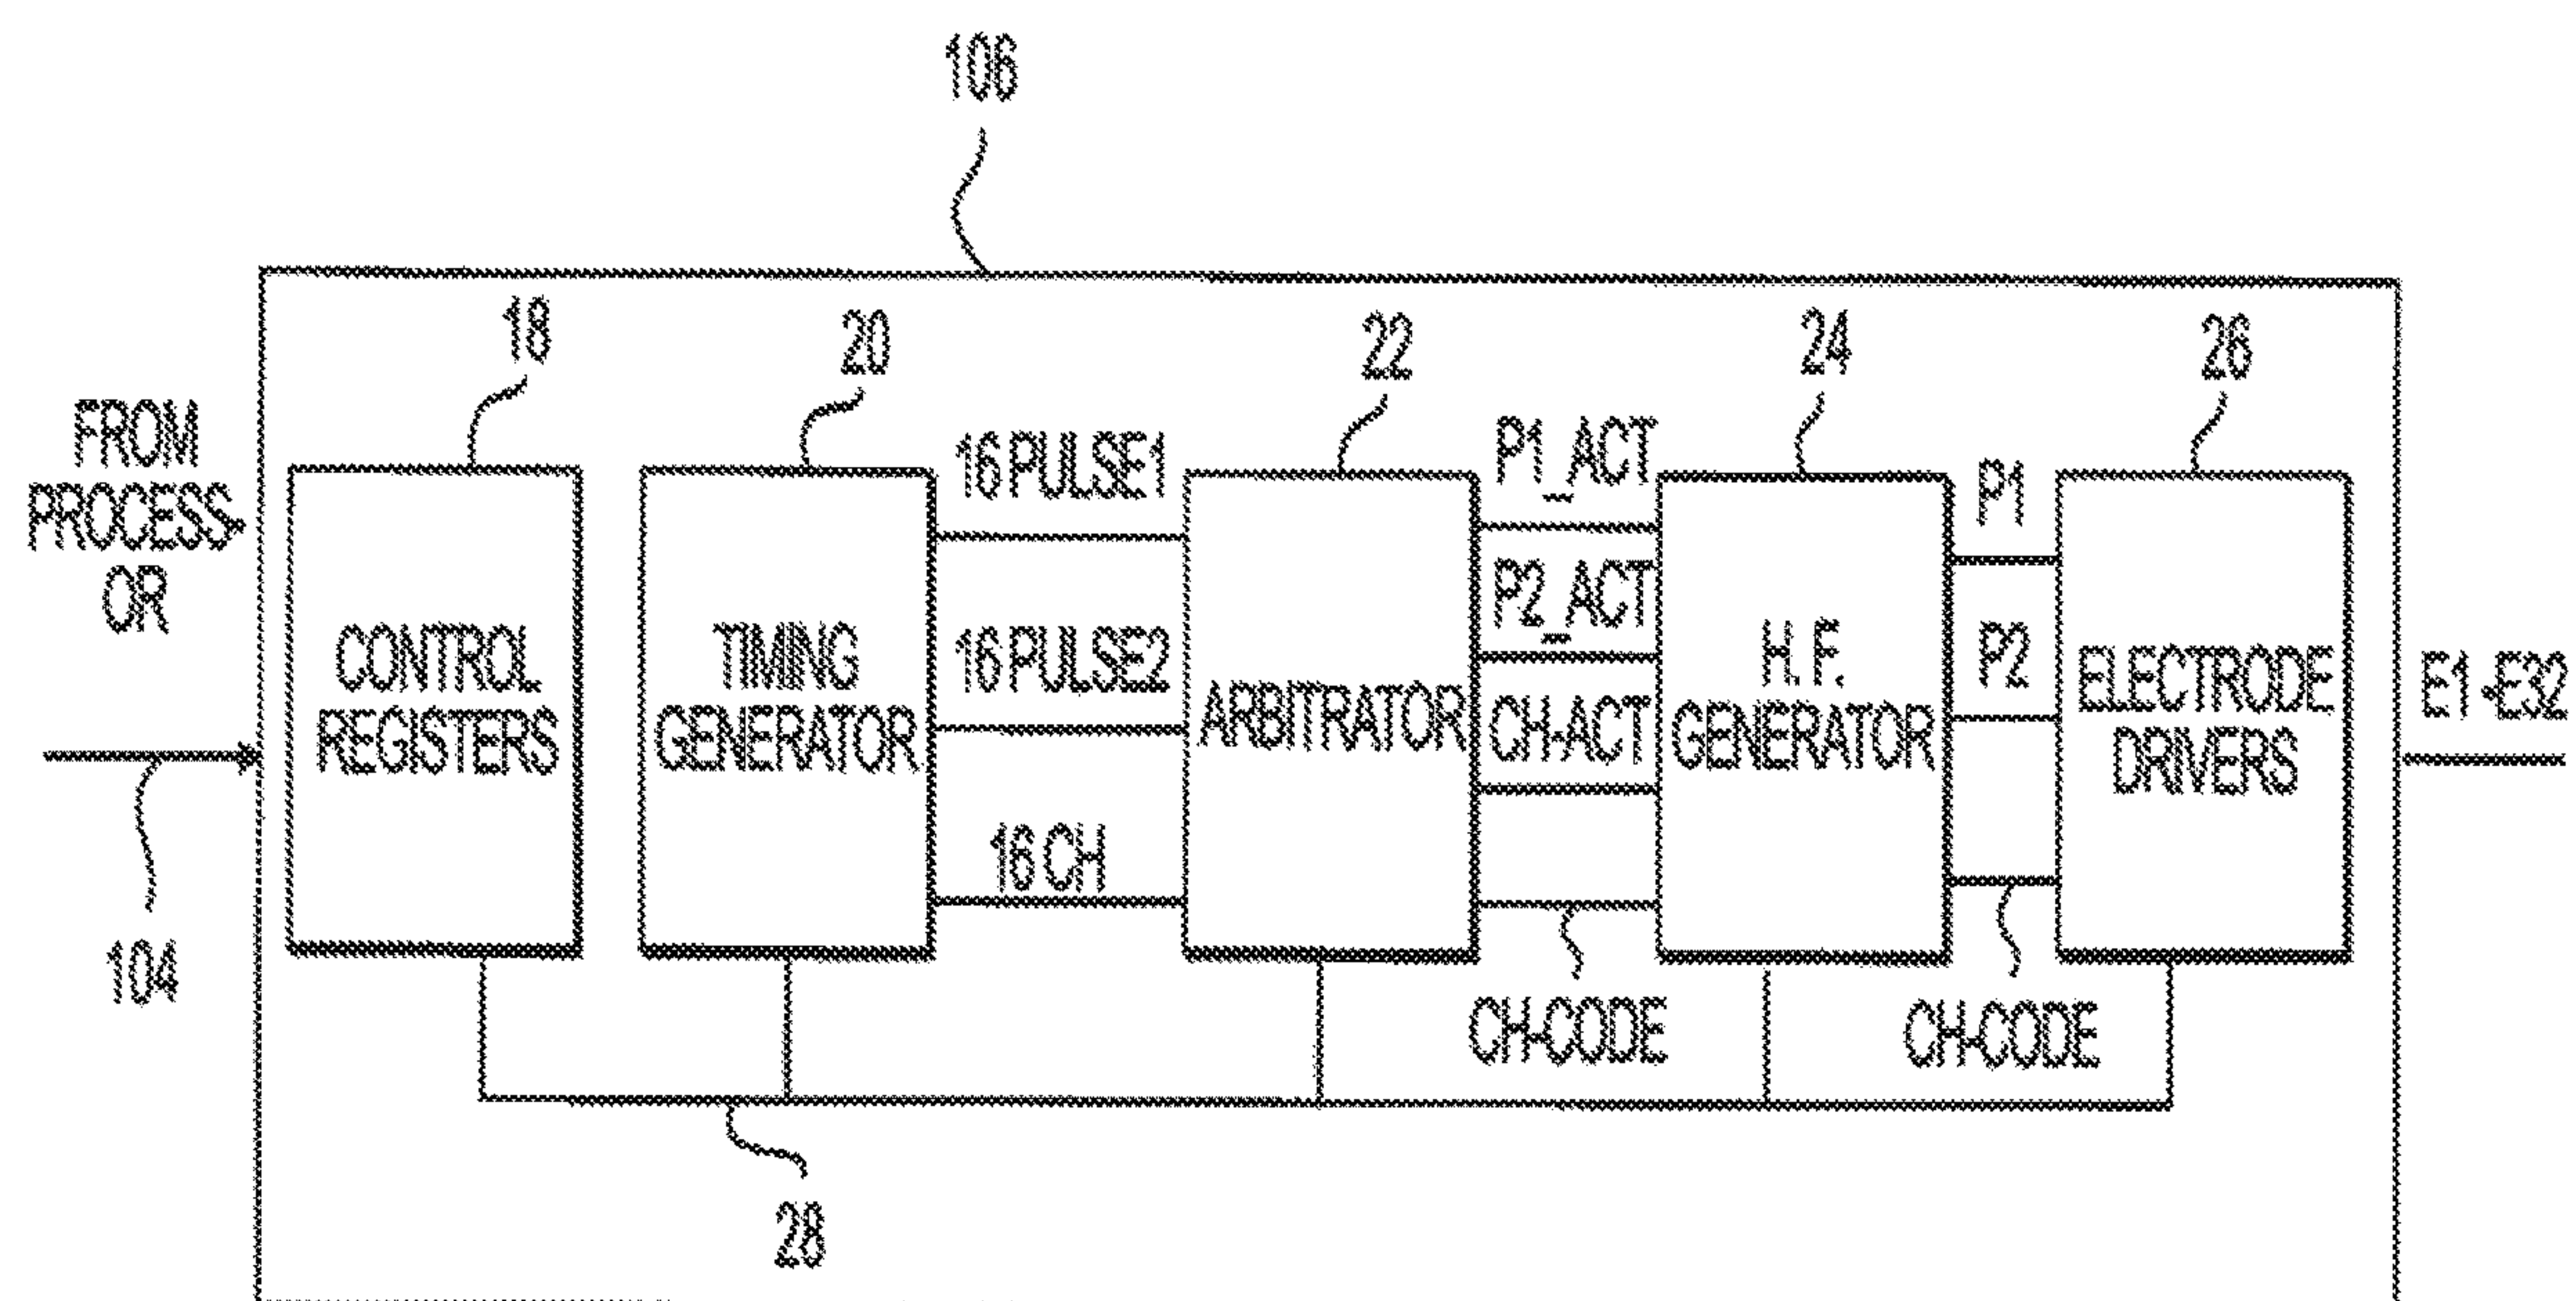 106
18
20
22
24
26
FROM
PROCESS-
OR
104
CONTROL
REGISTERS
TIMING
GENERATOR
16 PULSE1
16 PULSE2
16 CH
ARBITRATOR
P1_ACT
P2_ACT
CH-ACT
CH-CODE
H. F.
GENERATOR
P1
P2
CH-CODE
ELECTRODE
DRIVERS
E1-E32
28